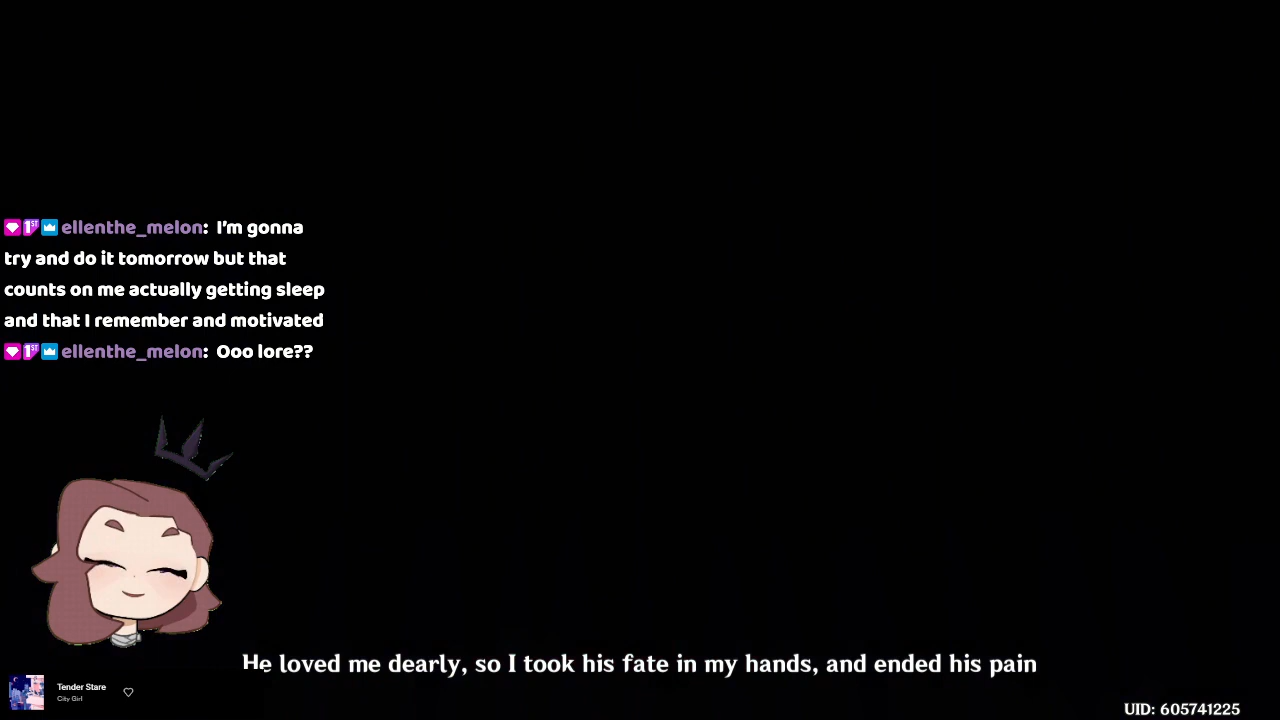 1ST ellenthe_melon: I'm gonna
try and do it tomorrow but that
counts on me actually getting sleep
and that I remember and motivated
1ST ellenthe_melon: Ooo lore??
He loved me dearly, so I took his fate in my hands, and ended his pain
Tender Stare
City Girl
UID: 605741225